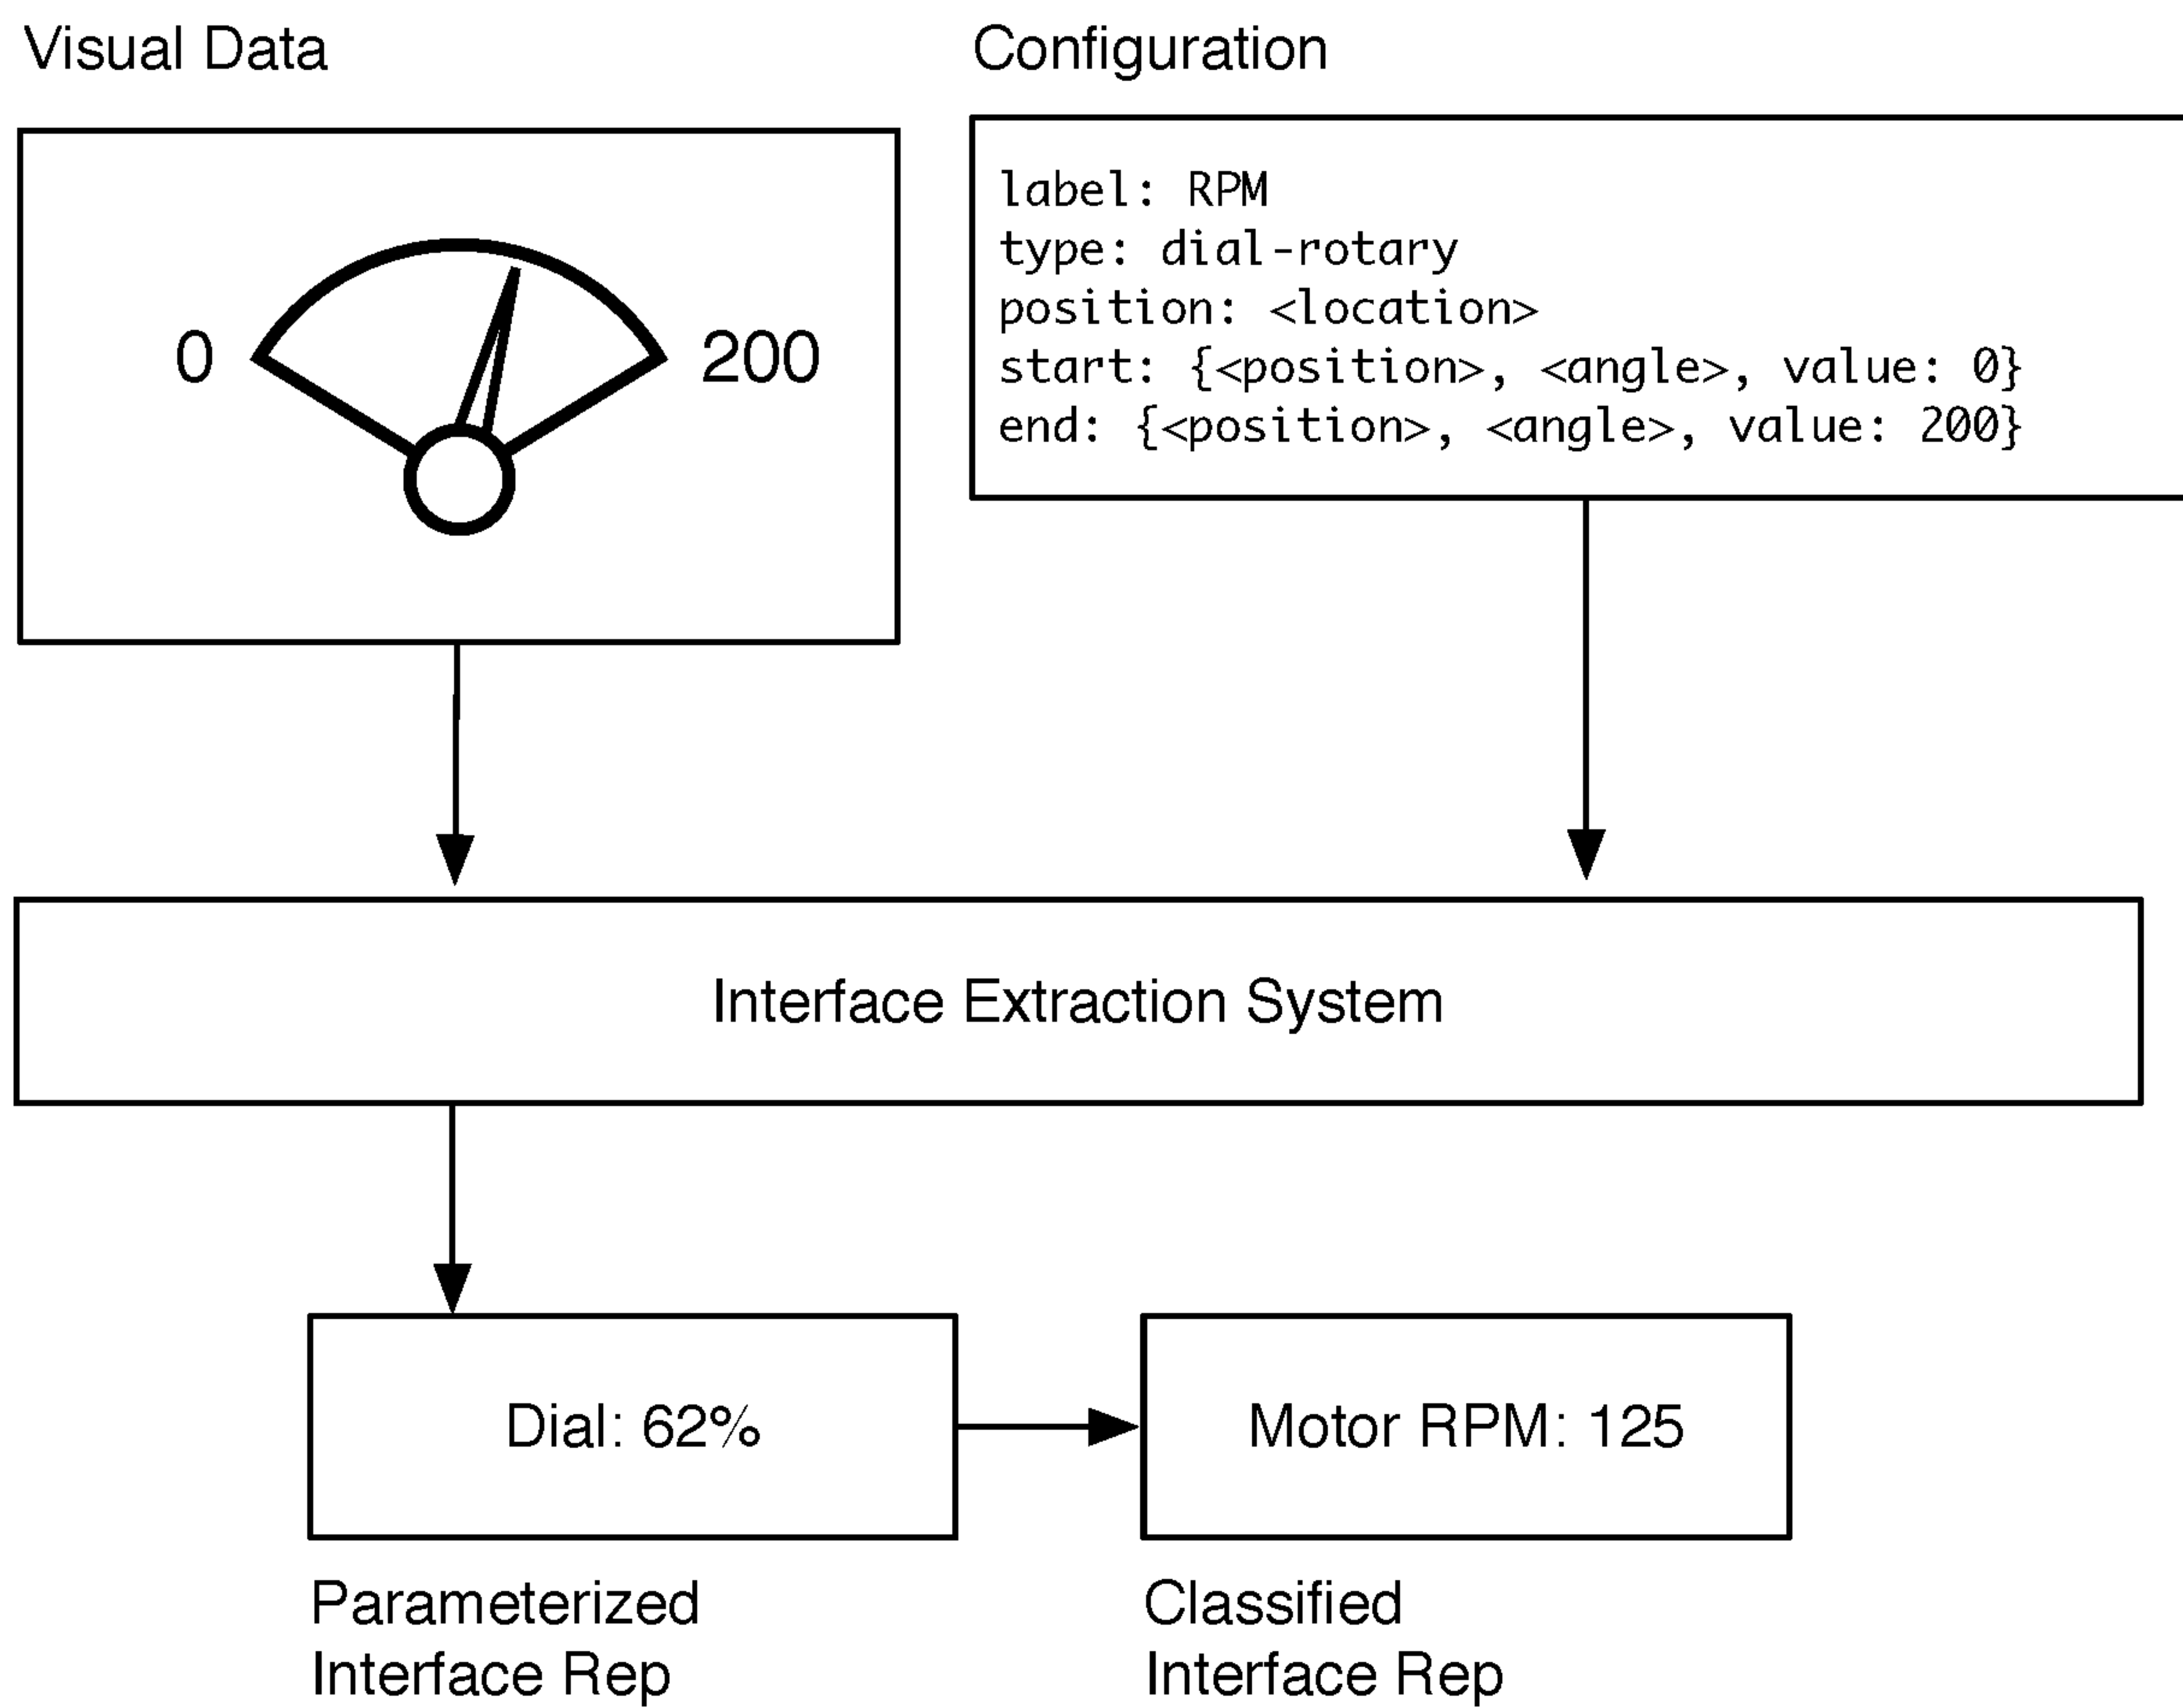 Visual Data
Configuration
0
200
label: RPM
type: dial-rotary
position: <location>
start: {<position>, <angle>, value: 0}
end: {<position>, <angle>, value: 200}
Interface Extraction System
Dial: 62%
Motor RPM: 125
Parameterized
Interface Rep
Classified
Interface Rep